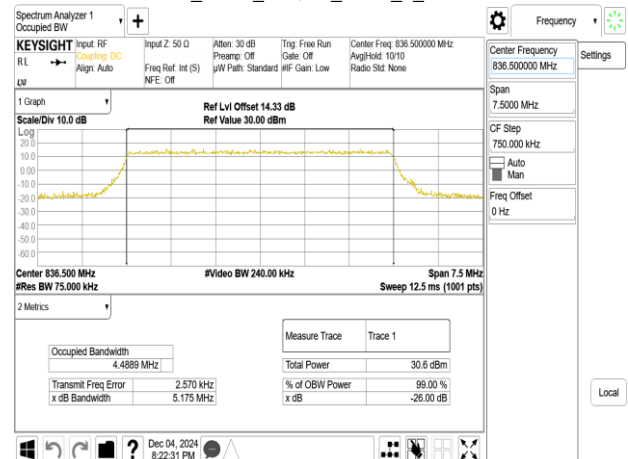 Spectrum Analyzer 1
Occupied BW
Frequency
KEYSIGHT
Input: RF
Input Z: 50 Ω
Atten: 30 dB
Trig: Free Run
Center Freq: 836.500000 MHz
RL
Coupling: DC
Preamp: Off
Gate: Off
Avg|Hold: 10/10
Align: Auto
Freq Ref: Int (S)
µW Path: Standard
#IF Gain: Low
Radio Std: None
NFE: Off
Center Frequency
836.500000 MHz
Settings
Span
7.5000 MHz
CF Step
750.000 kHz
Auto
Man
Freq Offset
0 Hz
Local
1 Graph
Ref Lvl Offset 14.33 dB
Scale/Div 10.0 dB
Ref Value 30.00 dBm
Log
20.0
10.0
0.00
-10.0
-20.0
-30.0
-40.0
-50.0
-60.0
Center 836.500 MHz
#Video BW 240.00 kHz
Span 7.5 MHz
#Res BW 75.000 kHz
Sweep 12.5 ms (1001 pts)
2 Metrics
Measure Trace
Trace 1
Occupied Bandwidth
4.4889 MHz
Total Power
30.6 dBm
Transmit Freq Error
2.570 kHz
% of OBW Power
99.00 %
x dB Bandwidth
5.175 MHz
x dB
-26.00 dB
?
Dec 04, 2024
8:22:31 PM